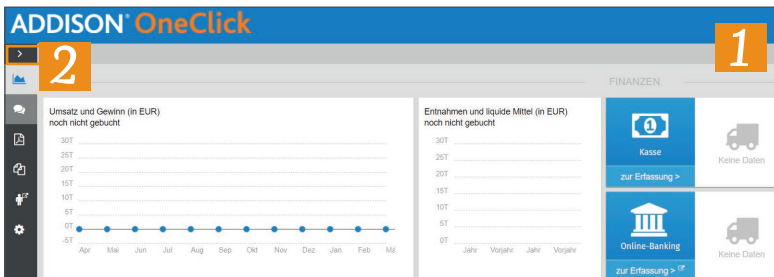 ADDISON® OneClick
1
2
FINANZEN
Umsatz und Gewinn (in EUR)
noch nicht gebucht
30T
25T
20T
15T
10T
5T
0T
-5T
Apr Mai Jun Jul Aug Sep Okt Nov Dez Jan Feb Mä
Entnahmen und liquide Mittel (in EUR)
noch nicht gebucht
30T
25T
20T
15T
10T
5T
0T
Jahr Vorjahr Jahr Vorjahr
Kasse
zur Erfassung >
Keine Daten
Online-Banking
zur Erfassung >
Keine Daten